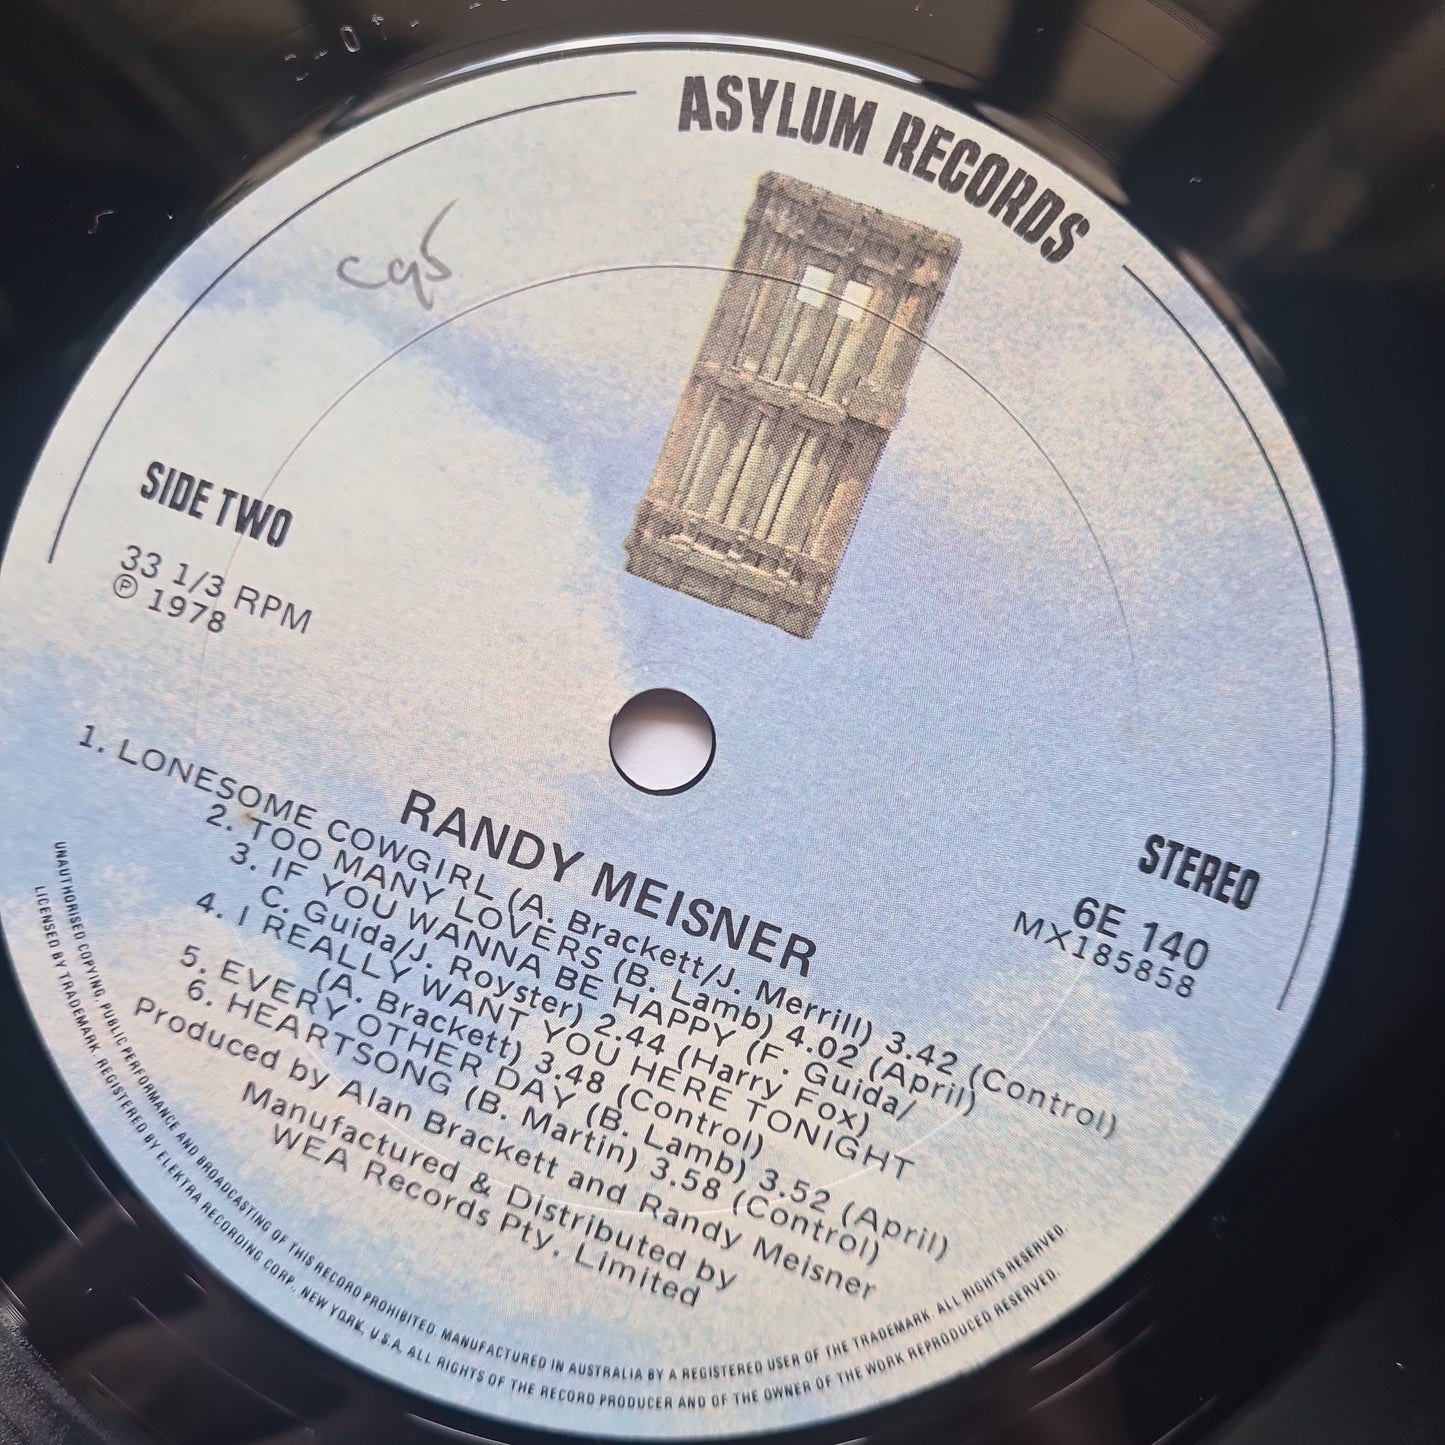 ASYLUM RECORDS
SIDE TWO
33 1/3 RPM
Ⓟ 1978
STEREO
6E 140
MX185858
RANDY MEISNER
1. LONESOME COWGIRL (A. Brackett/J. Merrill) 3.42 (Control)
2. TOO MANY LOVERS (B. Lamb) 4.02 (April)
3. IF YOU WANNA BE HAPPY (F. Guida/
C. Guida/J. Royster) 2.44 (Harry Fox)
4. I REALLY WANT YOU HERE TONIGHT
(A. Brackett) 3.48 (Control)
5. EVERY OTHER DAY (B. Lamb) 3.52 (April)
6. HEARTSONG (B. Martin) 3.58 (Control)
Produced by Alan Brackett and Randy Meisner
Manufactured & Distributed by
WEA Records Pty. Limited
UNAUTHORISED COPYING, PUBLIC PERFORMANCE AND BROADCASTING OF THIS RECORD PROHIBITED. MANUFACTURED IN AUSTRALIA BY A REGISTERED USER OF THE TRADEMARK. ALL RIGHTS RESERVED.
LICENSED BY TRADEMARK. REGISTERED BY ELEKTRA RECORDING CORP., NEW YORK, U.S.A. ALL RIGHTS OF THE RECORD PRODUCER AND OF THE OWNER OF THE WORK REPRODUCED RESERVED.